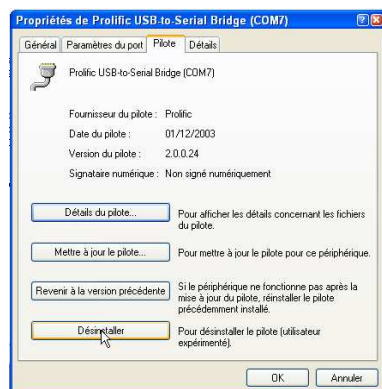 Propriétés de Prolific USB-to-Serial Bridge (COM7)
Général Paramètres du port Pilote Détails
Prolific USB-to-Serial Bridge (COM7)
Fournisseur du pilote : Prolific
Date du pilote : 01/12/2003
Version du pilote : 2.0.0.24
Signataire numérique : Non signé numériquement
Détails du pilote... Pour afficher les détails concernant les fichiers
du pilote.
Mettre à jour le pilote... Pour mettre à jour le pilote pour ce périphérique.
Revenir à la version précédente Si le périphérique ne fonctionne pas après la
mise à jour du pilote, réinstaller le pilote
précédemment installé.
Désinstaller Pour désinstaller le pilote (utilisateur
expérimenté).
OK Annuler